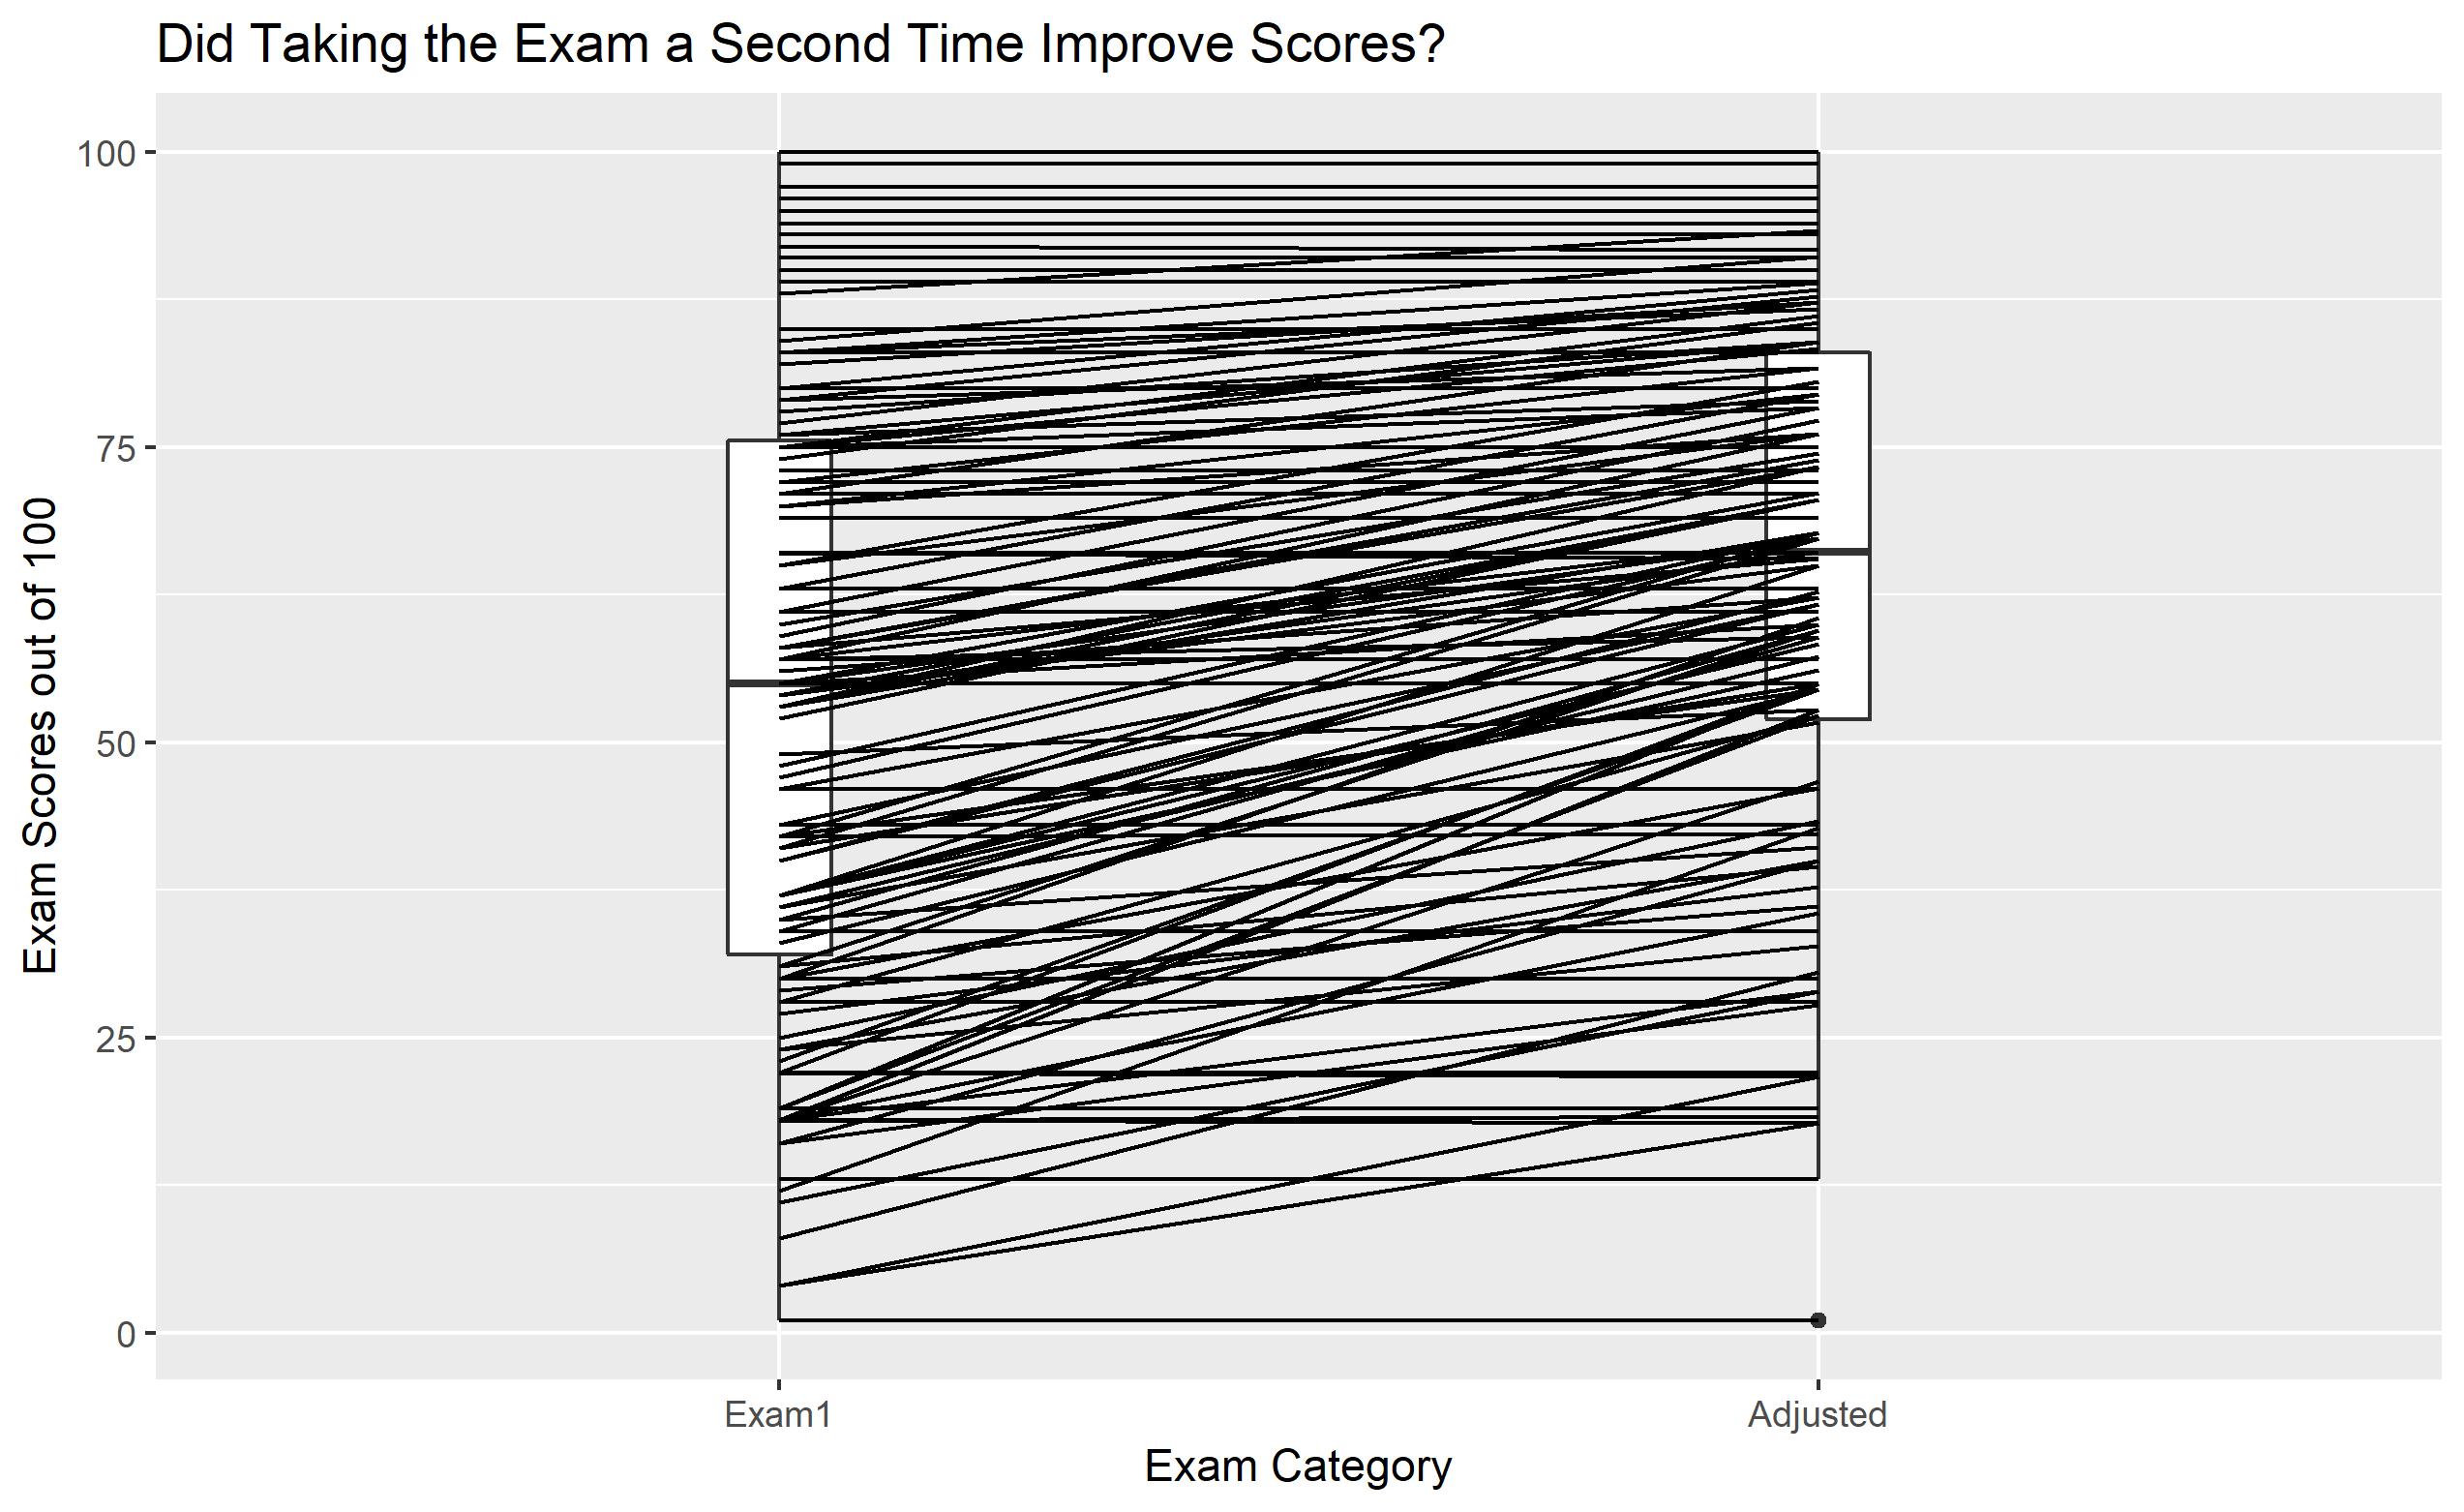 Did Taking the Exam a Second Time Improve Scores?
Exam Scores out of 100
100
75
50
25
0
Exam1
Adjusted
Exam Category